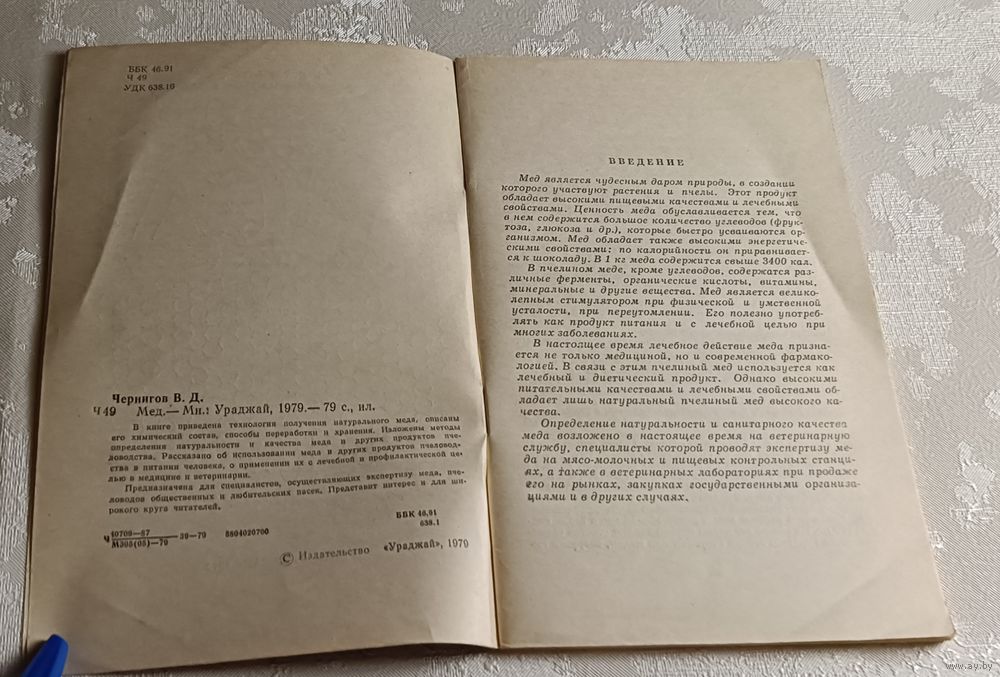 ББК 46.91
Ч 49
УДК 638.16
Чернигов В. Д.
Ч 49 Мед.— Мн.: Ураджай, 1979.— 79 с., ил.
В книге приведена технология получения натурального меда, описаны
его химический состав, способы переработки и хранения. Изложены методы
определения натуральности и качества меда и других продуктов пче-
ловодства. Рассказано об использовании меда и других продуктов пчеловод-
ства в питании человека, о применении их с лечебной и профилактической це-
лью в медицине и ветеринарии.
Предназначена для специалистов, осуществляющих экспертизу меда, пче-
ловодов общественных и любительских пасек. Представит интерес и для ши-
рокого круга читателей.
ББК 46.91
638.1
Ч 40709—87
М305(05)—79 —39—79 3804020700
© Издательство «Ураджай», 1979
ВВЕДЕНИЕ
Мед является чудесным даром природы, в создании
которого участвуют растения и пчелы. Этот продукт
обладает высокими пищевыми качествами и лечебными
свойствами. Ценность меда обуславливается тем, что
в нем содержится большое количество углеводов (фрук-
тоза, глюкоза и др.), которые быстро усваиваются ор-
ганизмом. Мед обладает также высокими энергетиче-
скими свойствами: по калорийности он приравнивает-
ся к шоколаду. В 1 кг меда содержится свыше 3400 кал.
В пчелином меде, кроме углеводов, содержатся раз-
личные ферменты, органические кислоты, витамины,
минеральные и другие вещества. Мед является велико-
лепным стимулятором при физической и умственной
усталости, при переутомлении. Его полезно употреб-
лять как продукт питания и с лечебной целью при
многих заболеваниях.
В настоящее время лечебное действие меда призна-
ется не только медициной, но и современной фармако-
логией. В связи с этим пчелиный мед используется как
лечебный и диетический продукт. Однако высокими
питательными качествами и лечебными свойствами об-
ладает лишь натуральный пчелиный мед высокого ка-
чества.
Определение натуральности и санитарного качества
меда возложено в настоящее время на ветеринарную
службу, специалисты которой проводят экспертизу ме-
да на мясо-молочных и пищевых контрольных станци-
ях, а также в ветеринарных лабораториях при продаже
его на рынках, закупках государственными организа-
циями и в других случаях.
www.ay.by